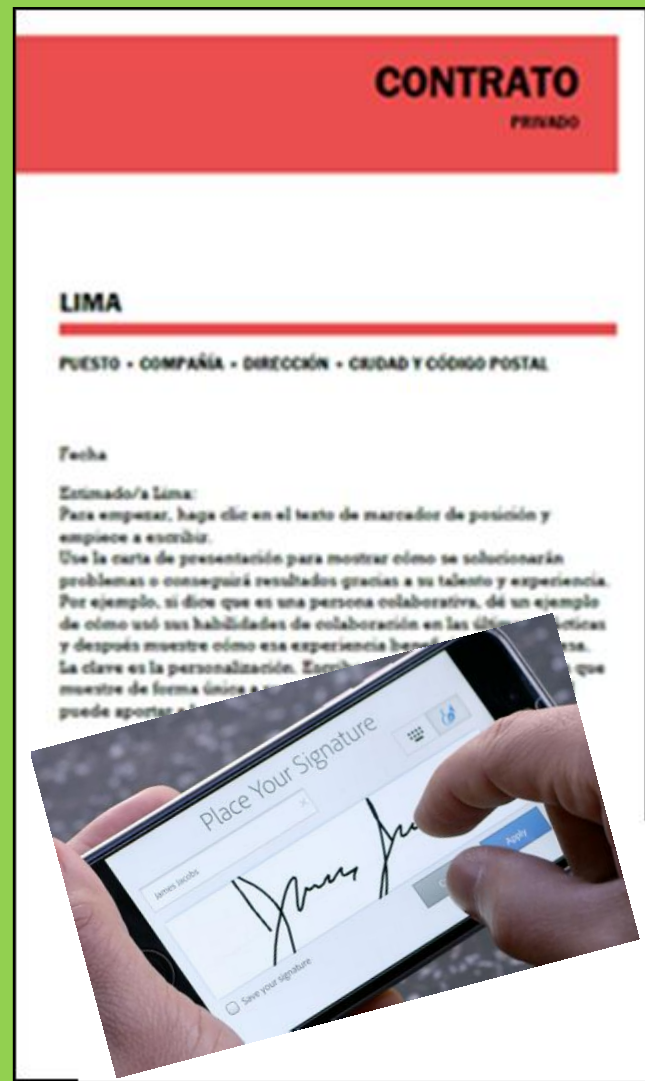 CONTRATO
PRIVADO
LIMA
PUESTO • COMPAÑÍA • DIRECCIÓN • CIUDAD Y CÓDIGO POSTAL
Fecha
Estimado/a Lima:
Para empezar, haga clic en el texto de marcador de posición y
empiece a escribir.
Use la carta de presentación para mostrar cómo se solucionarán
problemas o conseguirá resultados gracias a su talento y experiencia.
Por ejemplo, si dice que es una persona colaborativa, dé un ejemplo
de cómo usó sus habilidades de colaboración en las
y después muestre cómo esa experiencia
La clave es la personalización. que
muestre de forma única a
puede aportar a
Place Your Signature
James Jacobs
Apply
Save your signature